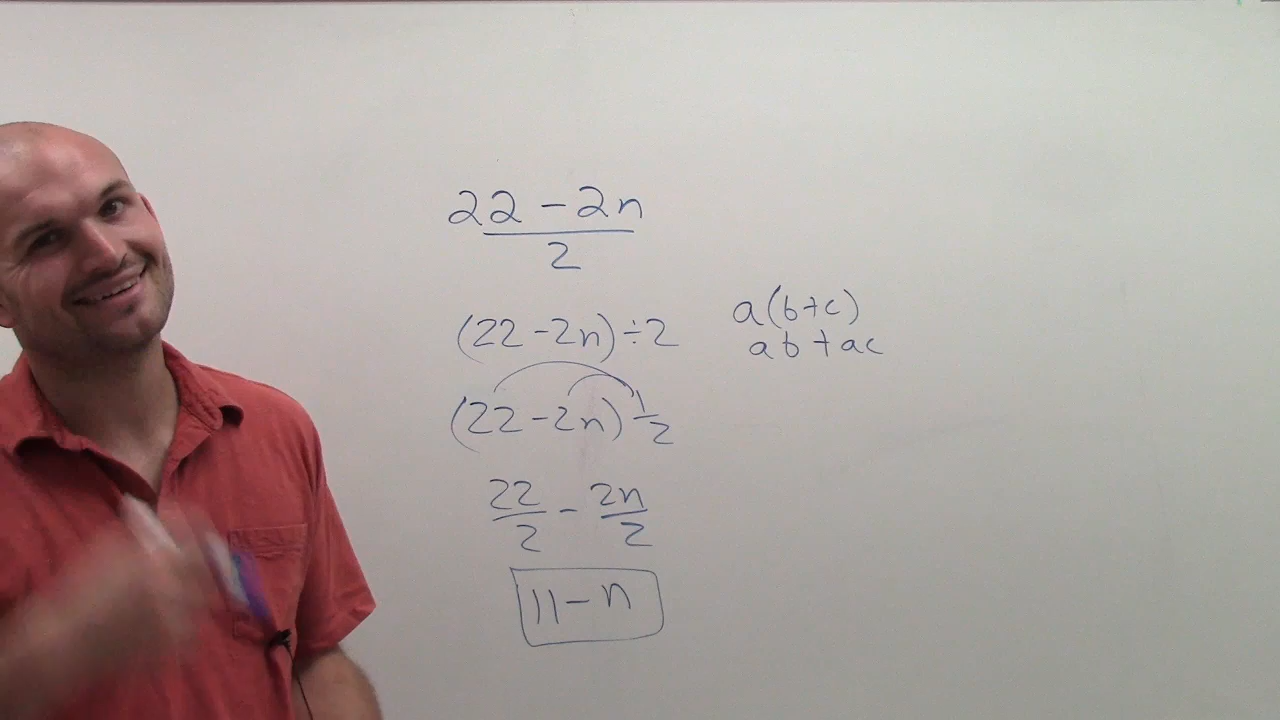 22 - 2n
2
(22 - 2n) ÷ 2
a(b+c)
ab + ac
(22 - 2n) 1/2
22/2 - 2n/2
11 - n